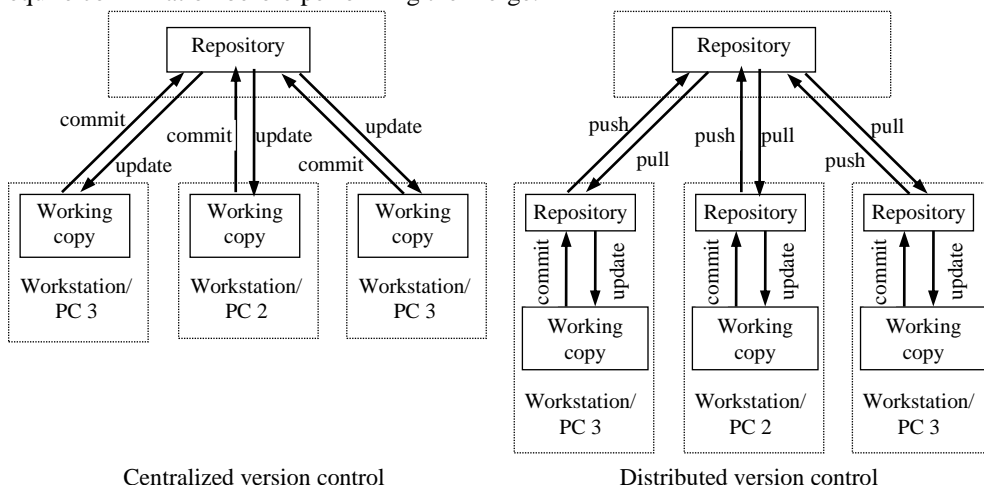 Repository
commit
update
commit
update
commit
update
Working
copy
Workstation/
PC 3
Working
copy
Workstation/
PC 2
Working
copy
Workstation/
PC 3
Centralized version control
Repository
push
pull
push
pull
push
pull
Repository
commit
update
Working
copy
Workstation/
PC 3
Repository
commit
update
Working
copy
Workstation/
PC 2
Repository
commit
update
Working
copy
Workstation/
PC 3
Distributed version control